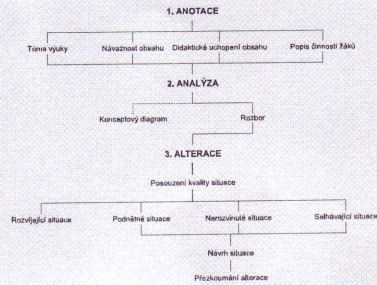 1. ANOTACE
Téma výuky Návaznost obsahu Didaktické uchopení obsahu Popis činností žáků
2. ANALÝZA
Konceptový diagram Rozbor
3. ALTERACE
Posouzení kvality situace
Rozvíjející situace Podnětné situace Nerozvinuté situace Selhávající situace
Návrh situace
Přezkoumání alterace